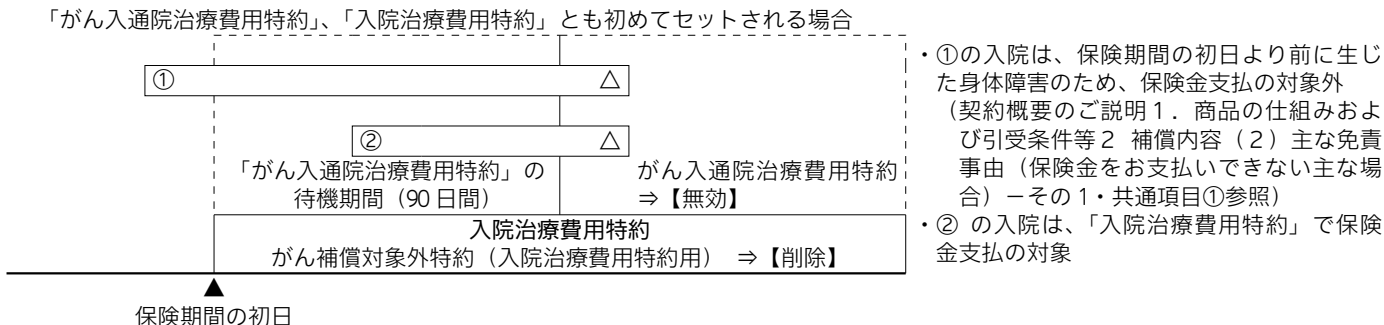 「がん入通院治療費用特約」、「入院治療費用特約」とも初めてセットされる場合
① △
② △
「がん入通院治療費用特約」の
待機期間（90 日間）
がん入通院治療費用特約
⇒【無効】
入院治療費用特約
がん補償対象外特約（入院治療費用特約用） ⇒【削除】
▲
保険期間の初日
・①の入院は、保険期間の初日より前に生じ
た身体障害のため、保険金支払の対象外
（契約概要のご説明１．商品の仕組みおよ
び引受条件等２ 補償内容（２）主な免責
事由（保険金をお支払いできない主な場
合）－その 1・共通項目①参照）
・② の入院は、「入院治療費用特約」で保険
金支払の対象